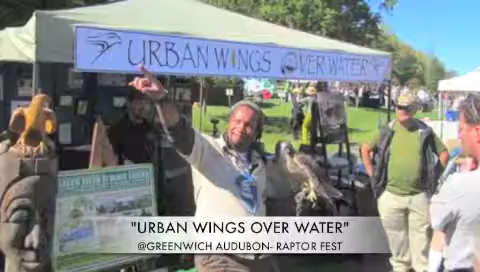 URBAN WINGS OVER WATER
"URBAN WINGS OVER WATER"
@GREENWICH AUDUBON- RAPTOR FEST